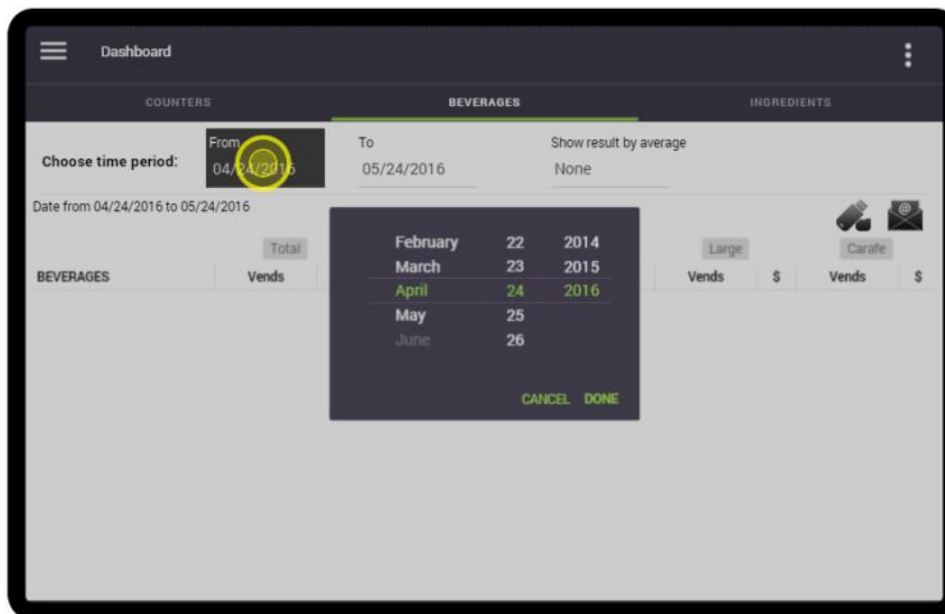 Dashboard
COUNTERS BEVERAGES INGREDIENTS
From To Show result by average
Choose time period: 04/24/2016 05/24/2016 None
Date from 04/24/2016 to 05/24/2016
@
Total Large Carafe
BEVERAGES Vends Vends $ Vends $
February 22 2014
March 23 2015
April 24 2016
May 25
June 26
CANCEL DONE